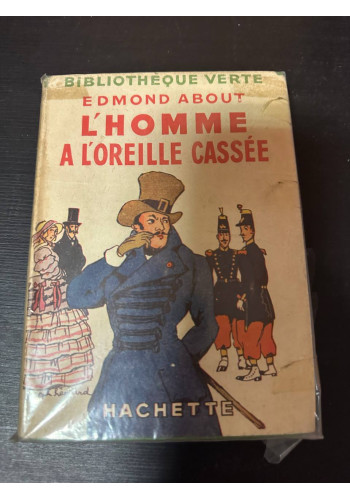 BIBLIOTHÈQUE VERTE
EDMOND ABOUT
L'HOMME
A L'OREILLE CASSÉE
HACHETTE